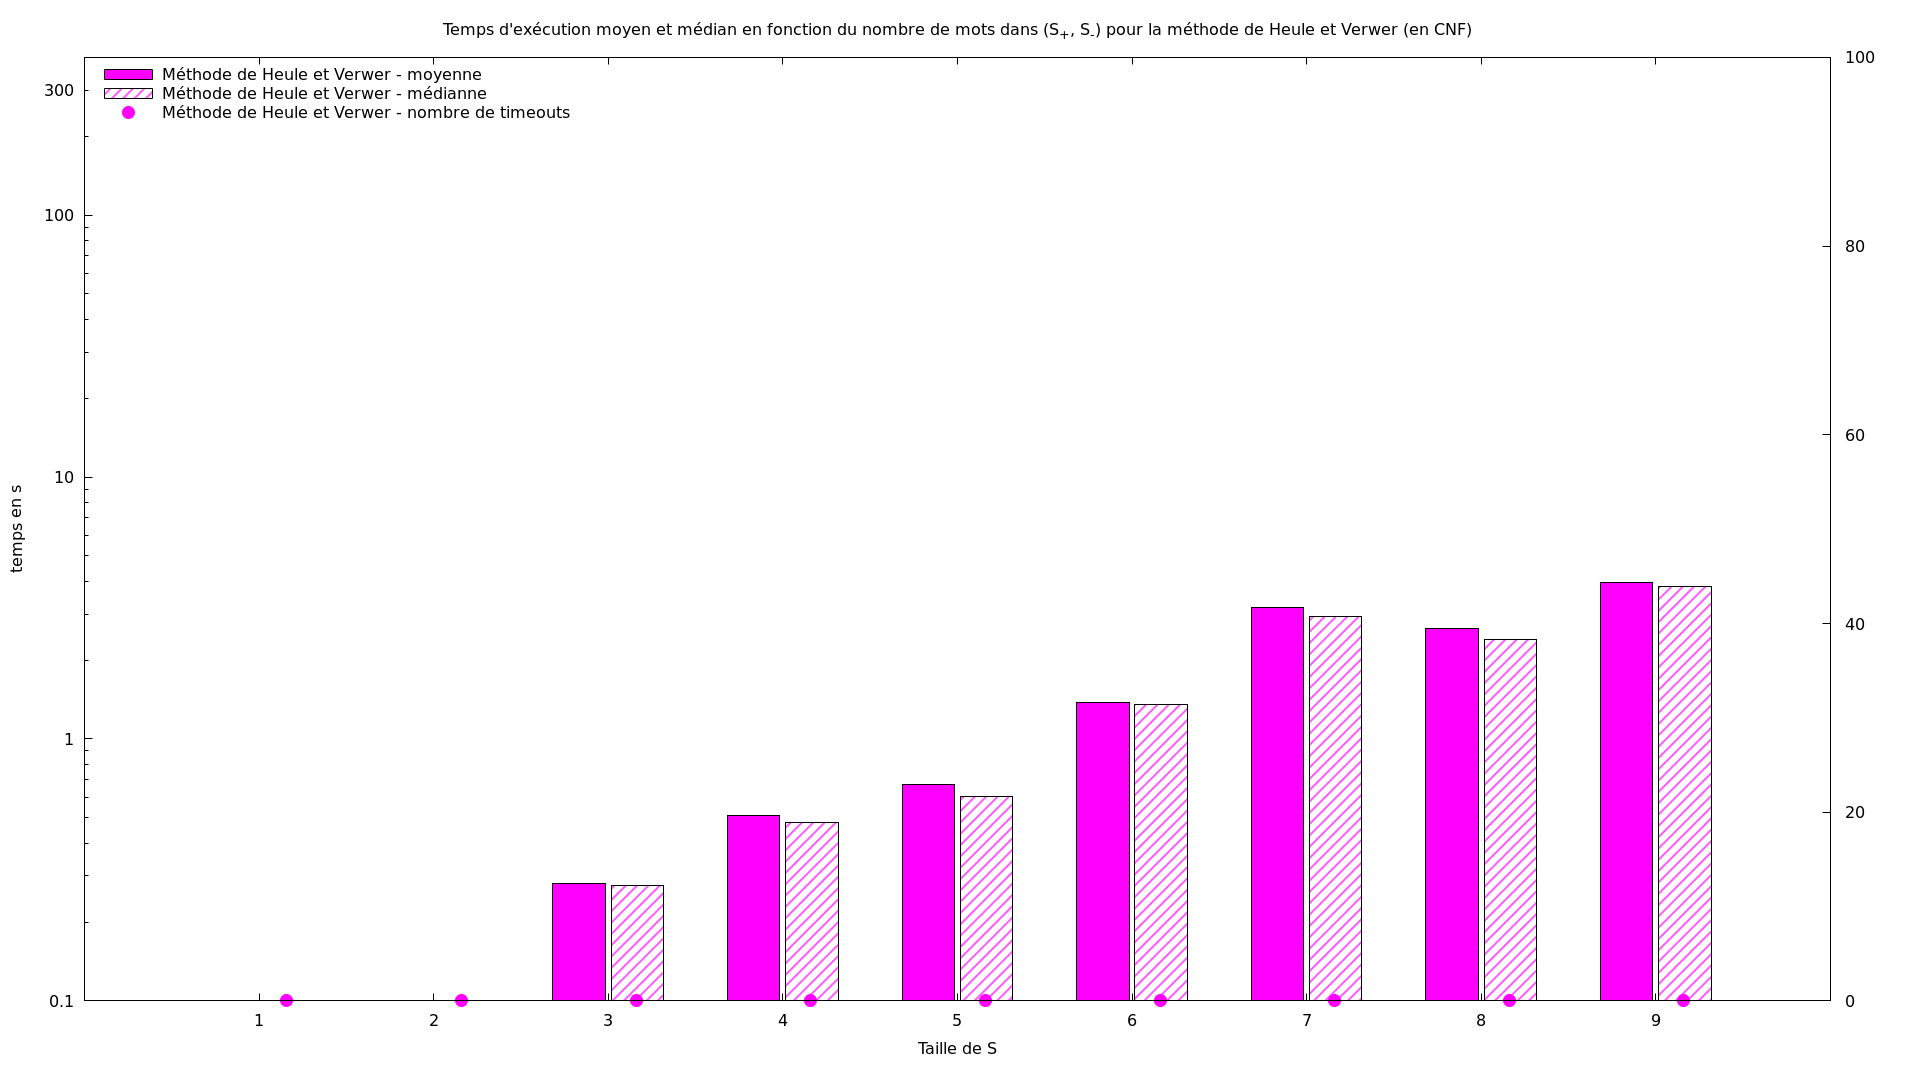 Temps d'exécution moyen et médian en fonction du nombre de mots dans (S+, S-) pour la méthode de Heule et Verwer (en CNF)
Méthode de Heule et Verwer - moyenne
Méthode de Heule et Verwer - médianne
Méthode de Heule et Verwer - nombre de timeouts
300
100
10
1
0.1
temps en s
100
80
60
40
20
0
1 2 3 4 5 6 7 8 9
Taille de S